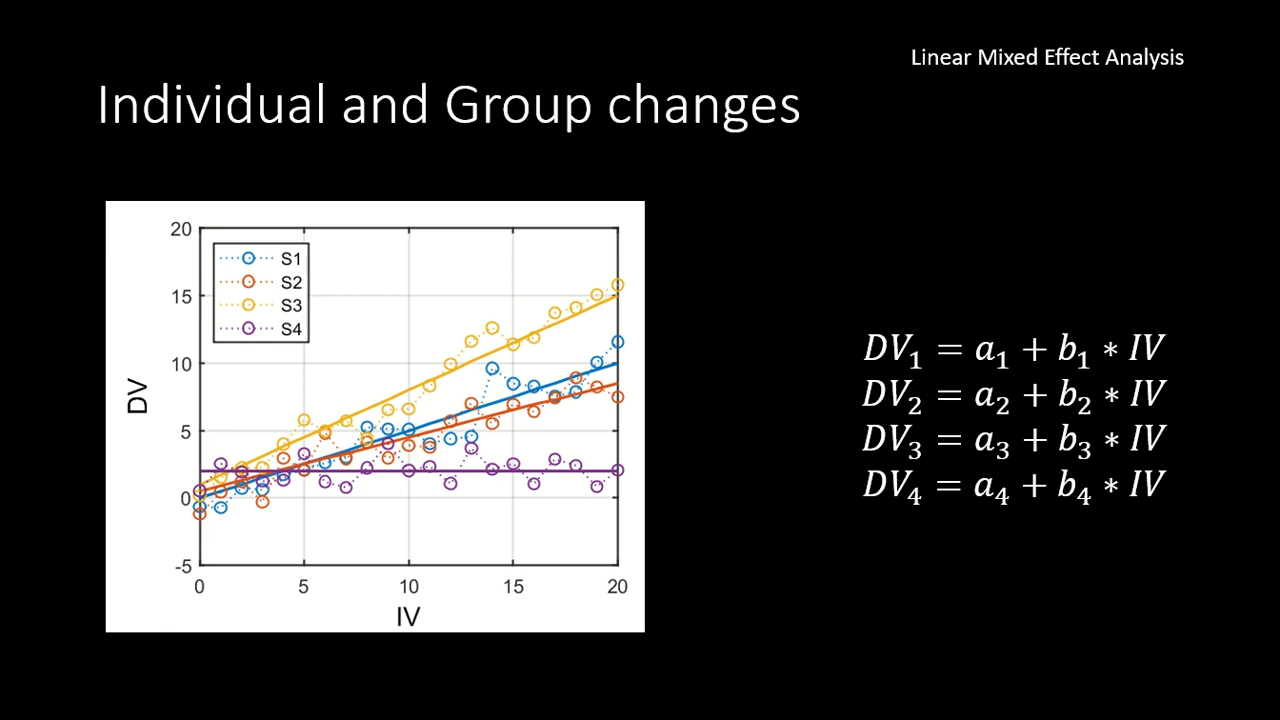 Linear Mixed Effect Analysis
Individual and Group changes
20
15
10
5
0
-5
DV
S1
S2
S3
S4
0 5 10 15 20
IV
DV₁ = a₁ + b₁ * IV
DV₂ = a₂ + b₂ * IV
DV₃ = a₃ + b₃ * IV
DV₄ = a₄ + b₄ * IV